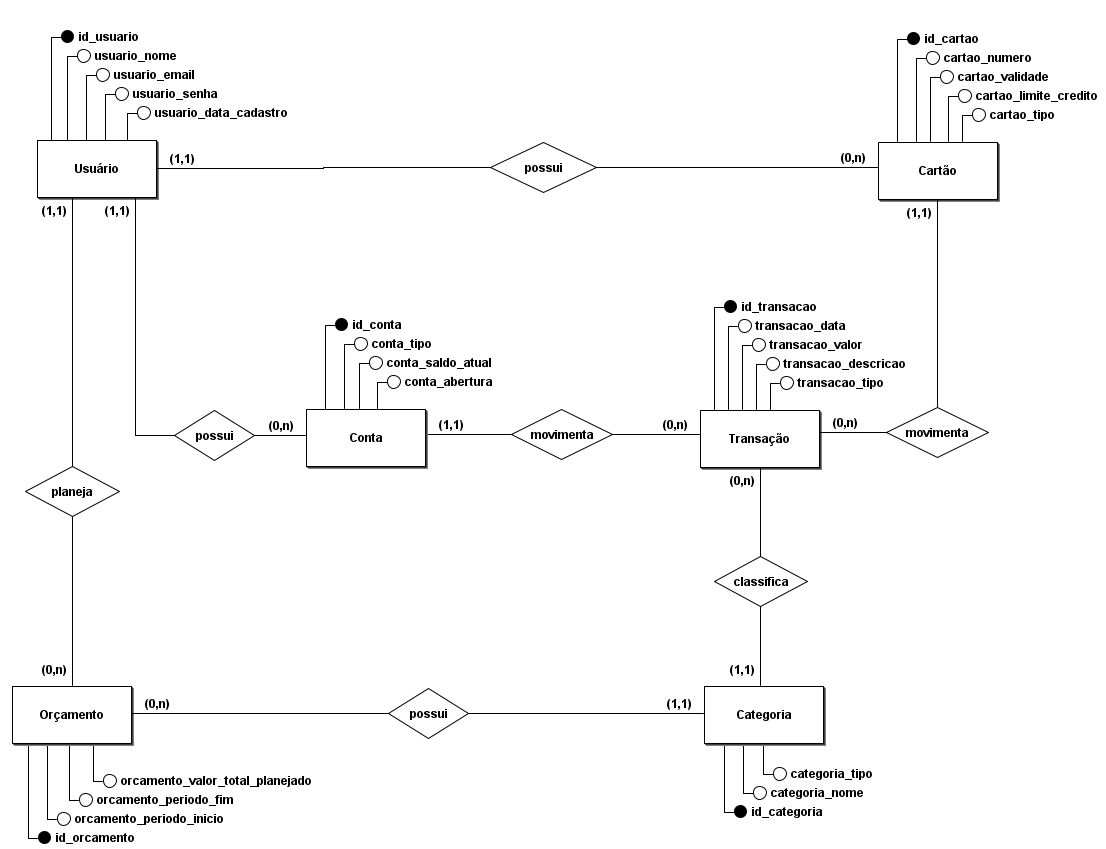 id_usuario
usuario_nome
usuario_email
usuario_senha
usuario_data_cadastro
Usuário
(1,1)
possui
(0,n)
id_cartao
cartao_numero
cartao_validade
cartao_limite_credito
cartao_tipo
Cartão
(1,1)
(1,1)
(1,1)
id_conta
conta_tipo
conta_saldo_atual
conta_abertura
possui
(0,n)
Conta
(1,1)
movimenta
(0,n)
id_transacao
transacao_data
transacao_valor
transacao_descricao
transacao_tipo
Transação
(0,n)
movimenta
(0,n)
planeja
classifica
(0,n)
(1,1)
Orçamento
(0,n)
possui
(1,1)
Categoria
orcamento_valor_total_planejado
orcamento_periodo_fim
orcamento_periodo_inicio
id_orcamento
categoria_tipo
categoria_nome
id_categoria